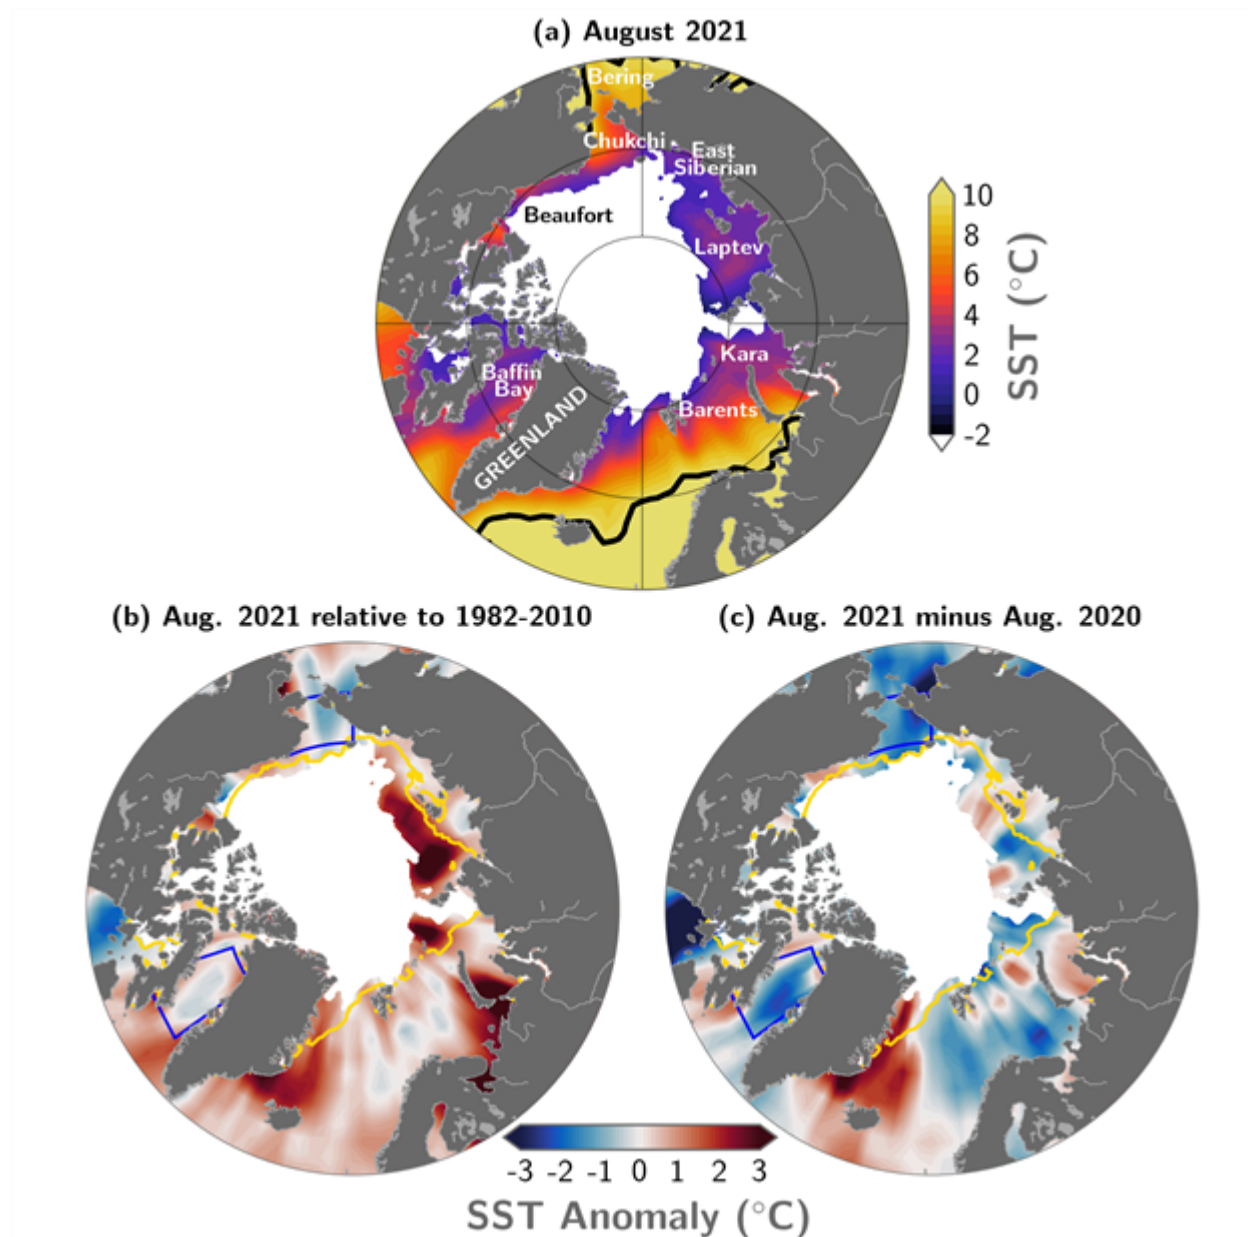 (a) August 2021
Bering
Chukchi
East
Siberian
Beaufort
Laptev
Kara
Baffin
Bay
Barents
GREENLAND
10
8
6
4
2
0
-2
SST (°C)
(b) Aug. 2021 relative to 1982-2010
(c) Aug. 2021 minus Aug. 2020
-3 -2 -1 0 1 2 3
SST Anomaly (°C)